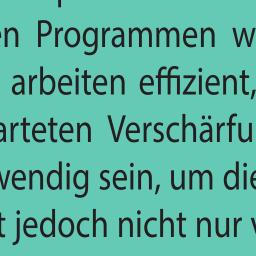 en Programmen w
arbeiten effizient,
arteten Verschärfu
wendig sein, um die
t jedoch nicht nur v